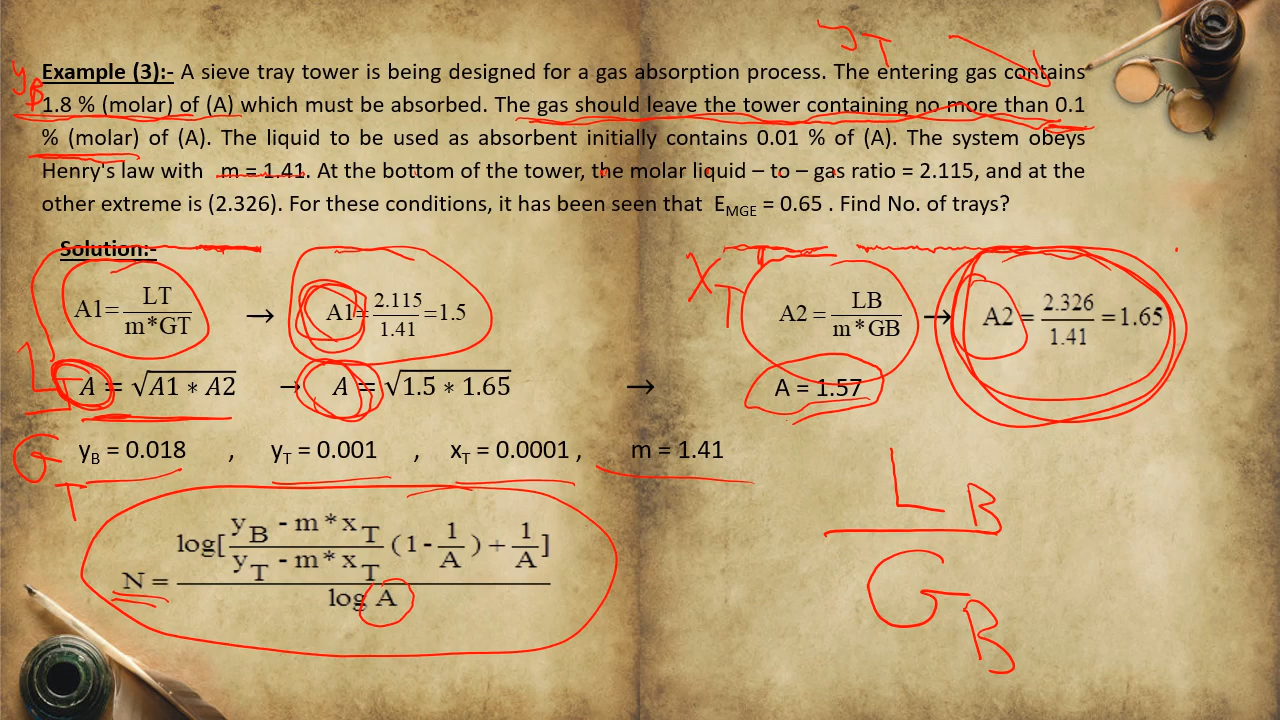 y_T
y_B
Example (3):- A sieve tray tower is being designed for a gas absorption process. The entering gas contains
1.8 % (molar) of (A) which must be absorbed. The gas should leave the tower containing no more than 0.1
% (molar) of (A). The liquid to be used as absorbent initially contains 0.01 % of (A). The system obeys
Henry's law with m = 1.41. At the bottom of the tower, the molar liquid – to – gas ratio = 2.115, and at the
other extreme is (2.326). For these conditions, it has been seen that E_MGE = 0.65 . Find No. of trays?
Solution:-
A1= LT / m*GT → A1= 2.115 / 1.41 =1.5 X_T A2 = LB / m*GB → A2 = 2.326 / 1.41 = 1.65
L_T A = √A1 ∗ A2 → A = √1.5 ∗ 1.65 → A = 1.57
G_T y_B = 0.018 , y_T = 0.001 , x_T = 0.0001 , m = 1.41
N = log[ (y_B - m*x_T) / (y_T - m*x_T) (1- 1/A ) + 1/A ] / log A
L_B / G_B